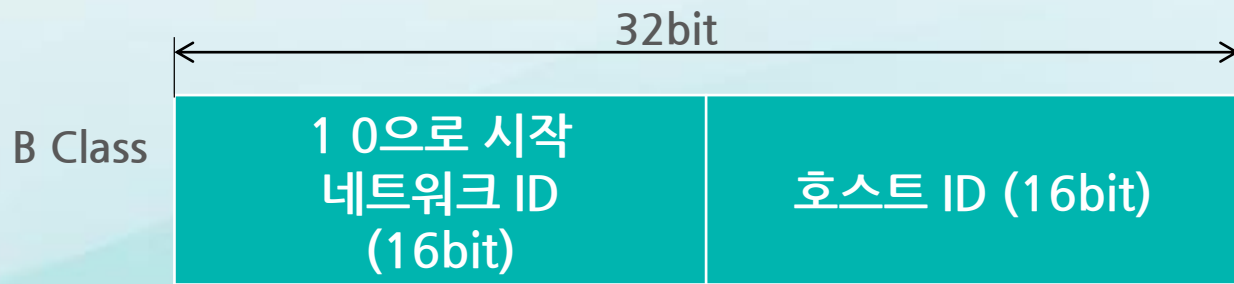 32bit
B Class
1 0으로 시작
네트워크 ID
(16bit)
호스트 ID (16bit)